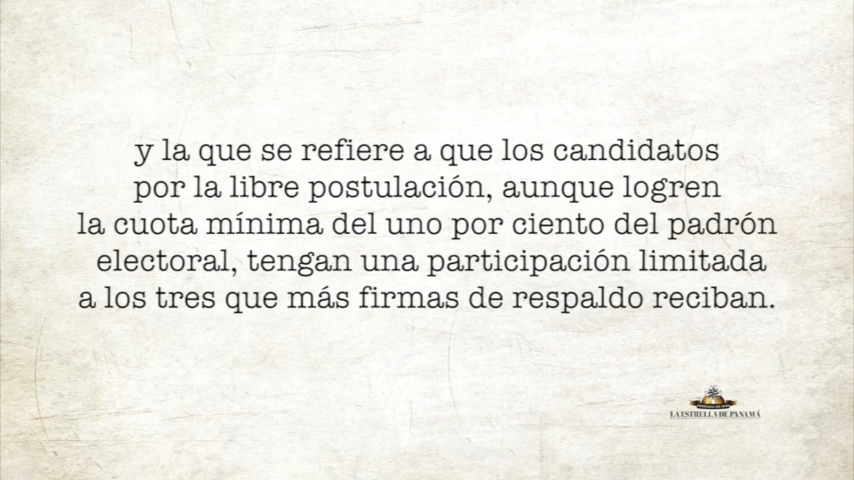 y la que se refiere a que los candidatos
por la libre postulación, aunque logren
la cuota mínima del uno por ciento del padrón
electoral, tengan una participación limitada
a los tres que más firmas de respaldo reciban.
LA ESTRELLA DE PANAMÁ